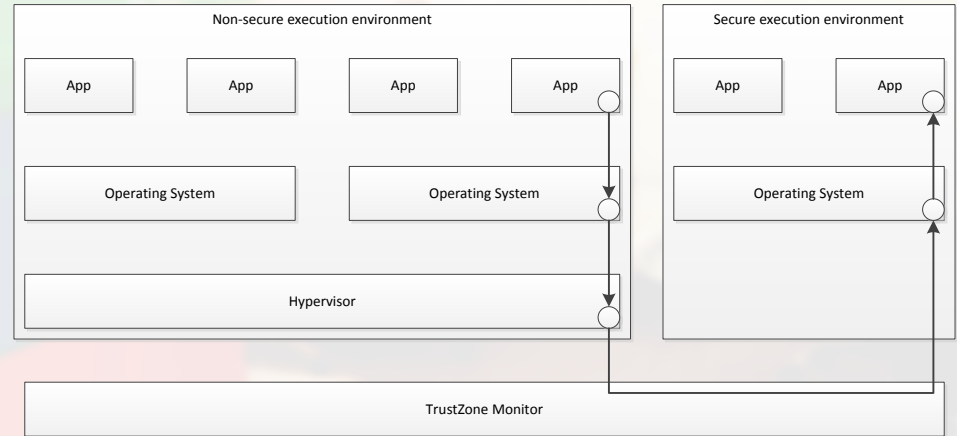 Non-secure execution environment
Secure execution environment
App
App
App
App
App
App
Operating System
Operating System
Operating System
Hypervisor
TrustZone Monitor